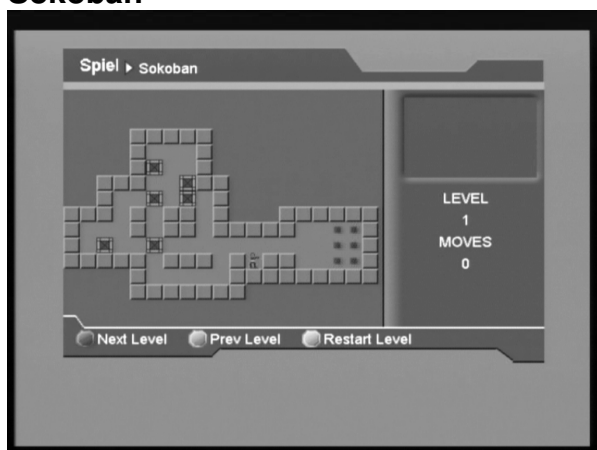 Sokoban
Spiel ▸ Sokoban
LEVEL
1
MOVES
0
Next Level Prev Level Restart Level